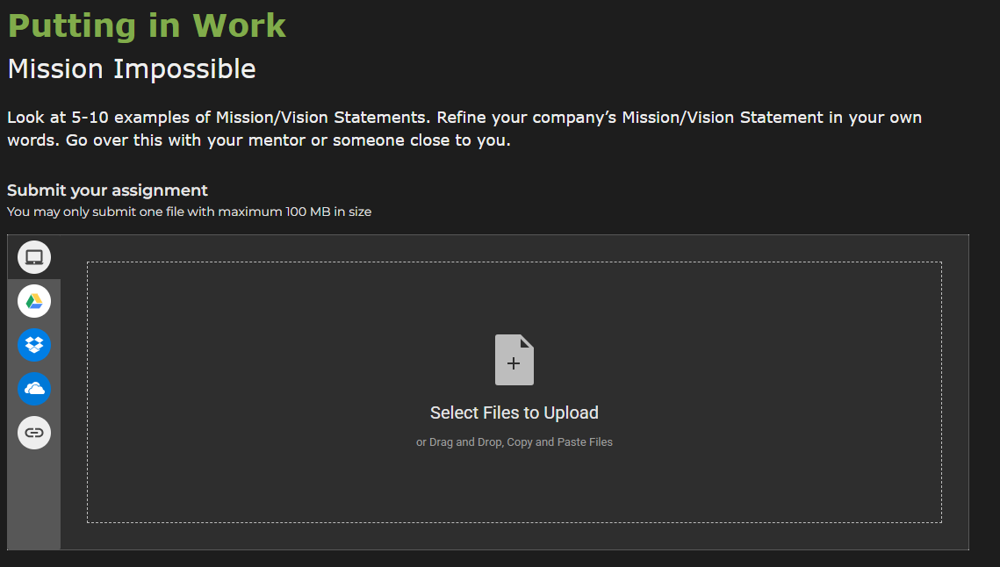 Putting in Work
Mission Impossible
Look at 5-10 examples of Mission/Vision Statements. Refine your company’s Mission/Vision Statement in your own
words. Go over this with your mentor or someone close to you.
Submit your assignment
You may only submit one file with maximum 100 MB in size
Select Files to Upload
or Drag and Drop, Copy and Paste Files